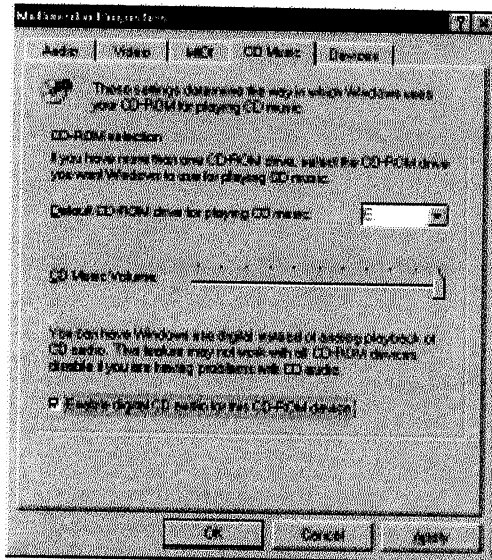 Multimedia Properties
Audio Video MIDI CD Music Devices
These settings determine the way in which Windows uses
your CD-ROM for playing CD music.
CD-ROM selection
If you have more than one CD-ROM drive, select the CD-ROM drive
you want Windows to use for playing CD music.
Default CD-ROM drive for playing CD music:
CD Music Volume:
You can have Windows use digital instead of analog playback of
CD audio. This feature may not work with all CD-ROM devices
disable if you are having problems with CD audio.
Enable digital CD audio for this CD-ROM device
OK Cancel Apply